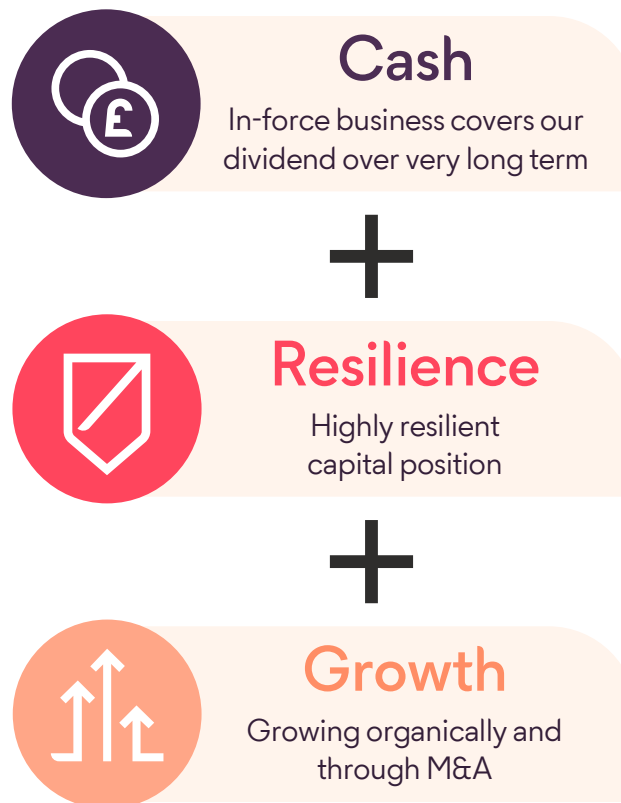 £
Cash
In-force business covers our
dividend over very long term
+
Resilience
Highly resilient
capital position
+
Growth
Growing organically and
through M&A